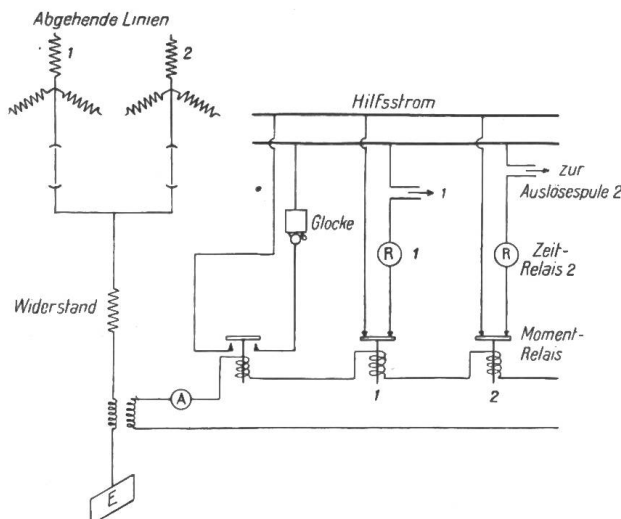 Abgehende Linien
1
2
Hilfsstrom
1
zur
Auslösespule 2
Glocke
R
1
R
Zeit-
Relais 2
Widerstand
Moment-
Relais
A
1
2
E